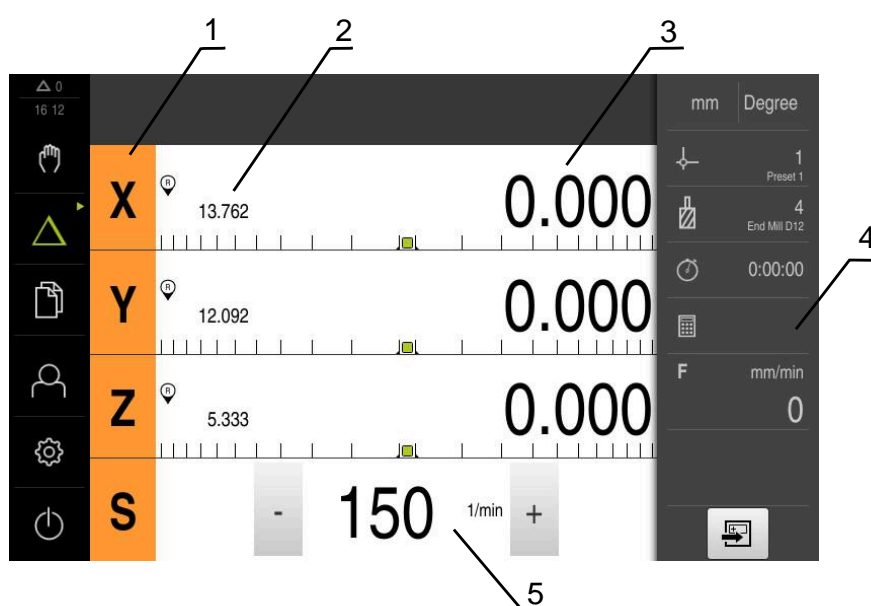 1 2 3
0
16 12
mm Degree
X R 13.762 0.000
1
Preset 1
4
End Mill D12
4
0:00:00
Y R 12.092 0.000
F mm/min
0
Z R 5.333 0.000
S - 150 1/min +
5